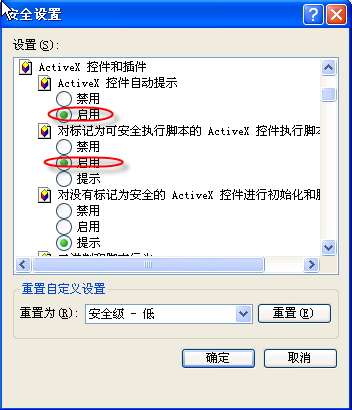 安全设置
设置(S):
ActiveX 控件和插件
ActiveX 控件自动提示
禁用
启用
对标记为可安全执行脚本的 ActiveX 控件执行脚本
禁用
启用
提示
对没有标记为安全的 ActiveX 控件进行初始化和脚
禁用
启用
提示
重置自定义设置
重置为(R): 安全级 - 低 重置(E)
确定 取消